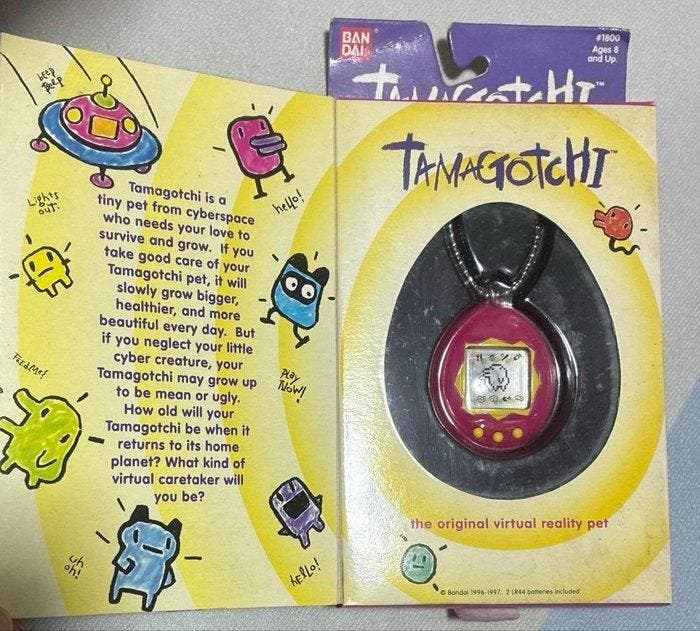 BAN
DAI
#1800
Ages 8
and Up.
TAMAGOTCHI™
beep
Beep
Lights
out!
hello!
Tamagotchi is a
tiny pet from cyberspace
who needs your love to
survive and grow. If you
take good care of your
Tamagotchi pet, it will
slowly grow bigger,
healthier, and more
beautiful every day. But
if you neglect your little
cyber creature, your
Tamagotchi may grow up
to be mean or ugly.
How old will your
Tamagotchi be when it
returns to its home
planet? What kind of
virtual caretaker will
you be?
Feed Me!
Play
Now!
uh
oh!
hELLo!
TAMAGOTCHI™
the original virtual reality pet
© Bandai 1996-1997. 2 LR44 batteries included.